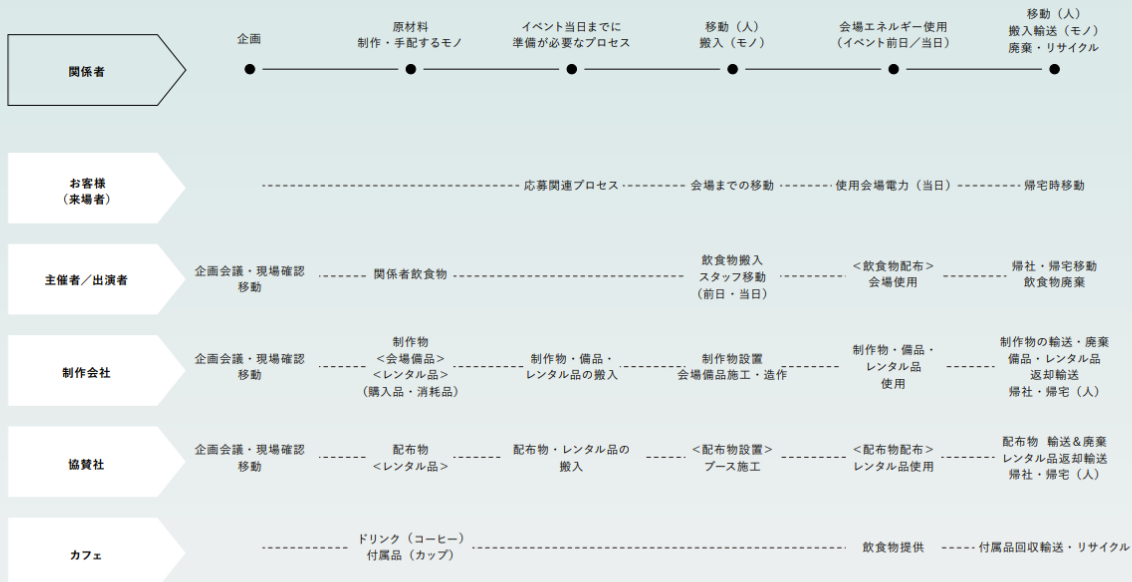 関係者
企画
原材料
制作・手配するモノ
イベント当日までに
準備が必要なプロセス
移動（人）
搬入（モノ）
会場エネルギー使用
（イベント前日／当日）
移動（人）
搬入輸送（モノ）
廃棄・リサイクル
お客様
（来場者）
応募関連プロセス
会場までの移動
使用会場電力（当日）
帰宅時移動
主催者／出演者
企画会議・現場確認
移動
関係者飲食物
飲食物搬入
スタッフ移動
（前日・当日）
<飲食物配布>
会場使用
帰社・帰宅移動
飲食物廃棄
制作会社
企画会議・現場確認
移動
制作物
<会場備品>
<レンタル品>
（購入品・消耗品）
制作物・備品・
レンタル品の搬入
制作物設置
会場備品施工・造作
制作物・備品・
レンタル品
使用
制作物の輸送・廃棄
備品・レンタル品
返却輸送
帰社・帰宅（人）
協賛社
企画会議・現場確認
移動
配布物
<レンタル品>
配布物・レンタル品の
搬入
<配布物設置>
ブース施工
<配布物配布>
レンタル品使用
配布物 輸送&廃棄
レンタル品返却輸送
帰社・帰宅（人）
カフェ
ドリンク（コーヒー）
付属品（カップ）
飲食物提供
付属品回収輸送・リサイクル